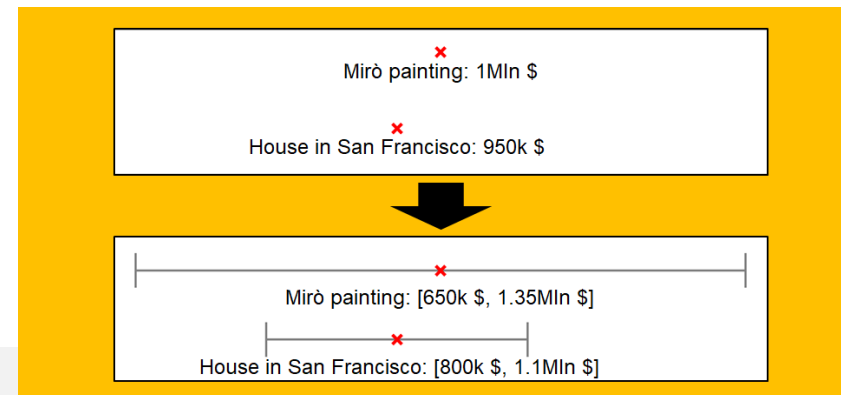 Mirò painting: 1Mln $
House in San Francisco: 950k $
Mirò painting: [650k $, 1.35Mln $]
House in San Francisco: [800k $, 1.1Mln $]